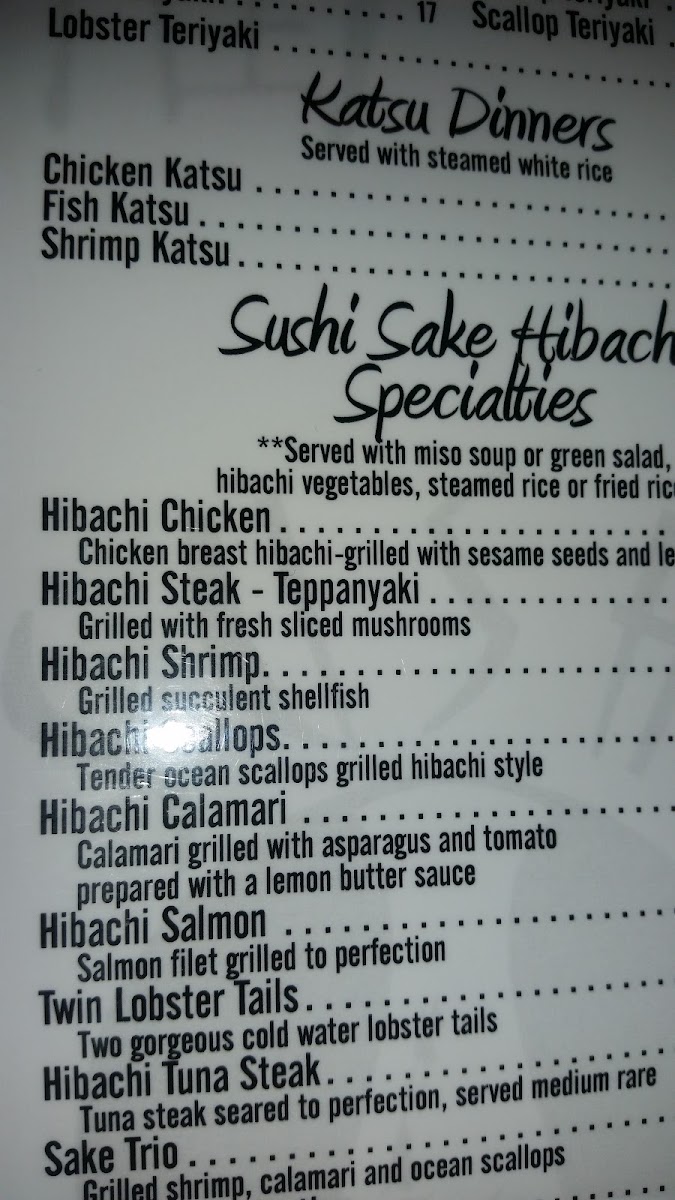 17 Scallop Teriyaki
Lobster Teriyaki
Katsu Dinners
Served with steamed white rice
Chicken Katsu
Fish Katsu
Shrimp Katsu
Sushi Sake Hibach
Specialties
**Served with miso soup or green salad,
hibachi vegetables, steamed rice or fried ric
Hibachi Chicken
Chicken breast hibachi-grilled with sesame seeds and le
Hibachi Steak - Teppanyaki
Grilled with fresh sliced mushrooms
Hibachi Shrimp
Grilled succulent shellfish
Hibachi Scallops
Tender ocean scallops grilled hibachi style
Hibachi Calamari
Calamari grilled with asparagus and tomato
prepared with a lemon butter sauce
Hibachi Salmon
Salmon filet grilled to perfection
Twin Lobster Tails
Two gorgeous cold water lobster tails
Hibachi Tuna Steak
Tuna steak seared to perfection, served medium rare
Sake Trio
Grilled shrimp, calamari and ocean scallops